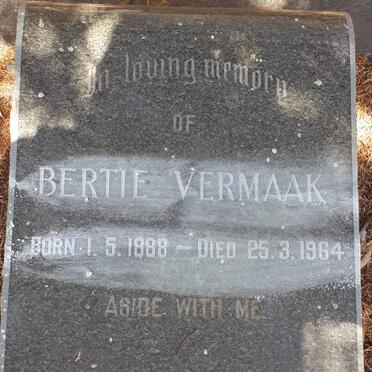 In loving memory
OF
BERTIE VERMAAK
BORN 1.5.1888 — DIED 25.3.1964
ABIDE WITH ME.